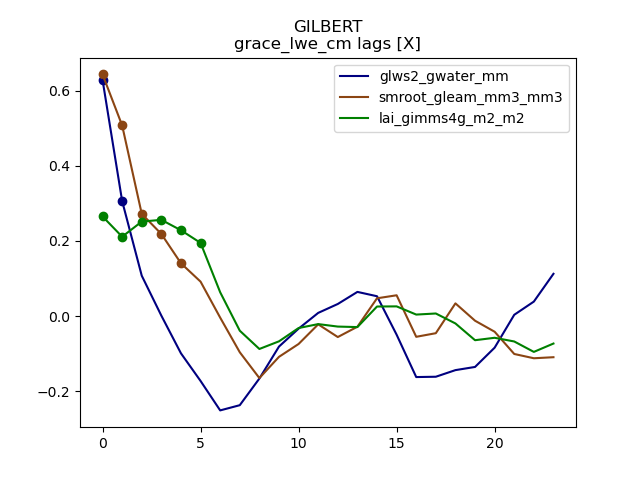 GILBERT
grace_lwe_cm lags [X]
glws2_gwater_mm
smroot_gleam_mm3_mm3
lai_gimms4g_m2_m2
0.6
0.4
0.2
0.0
−0.2
0 5 10 15 20